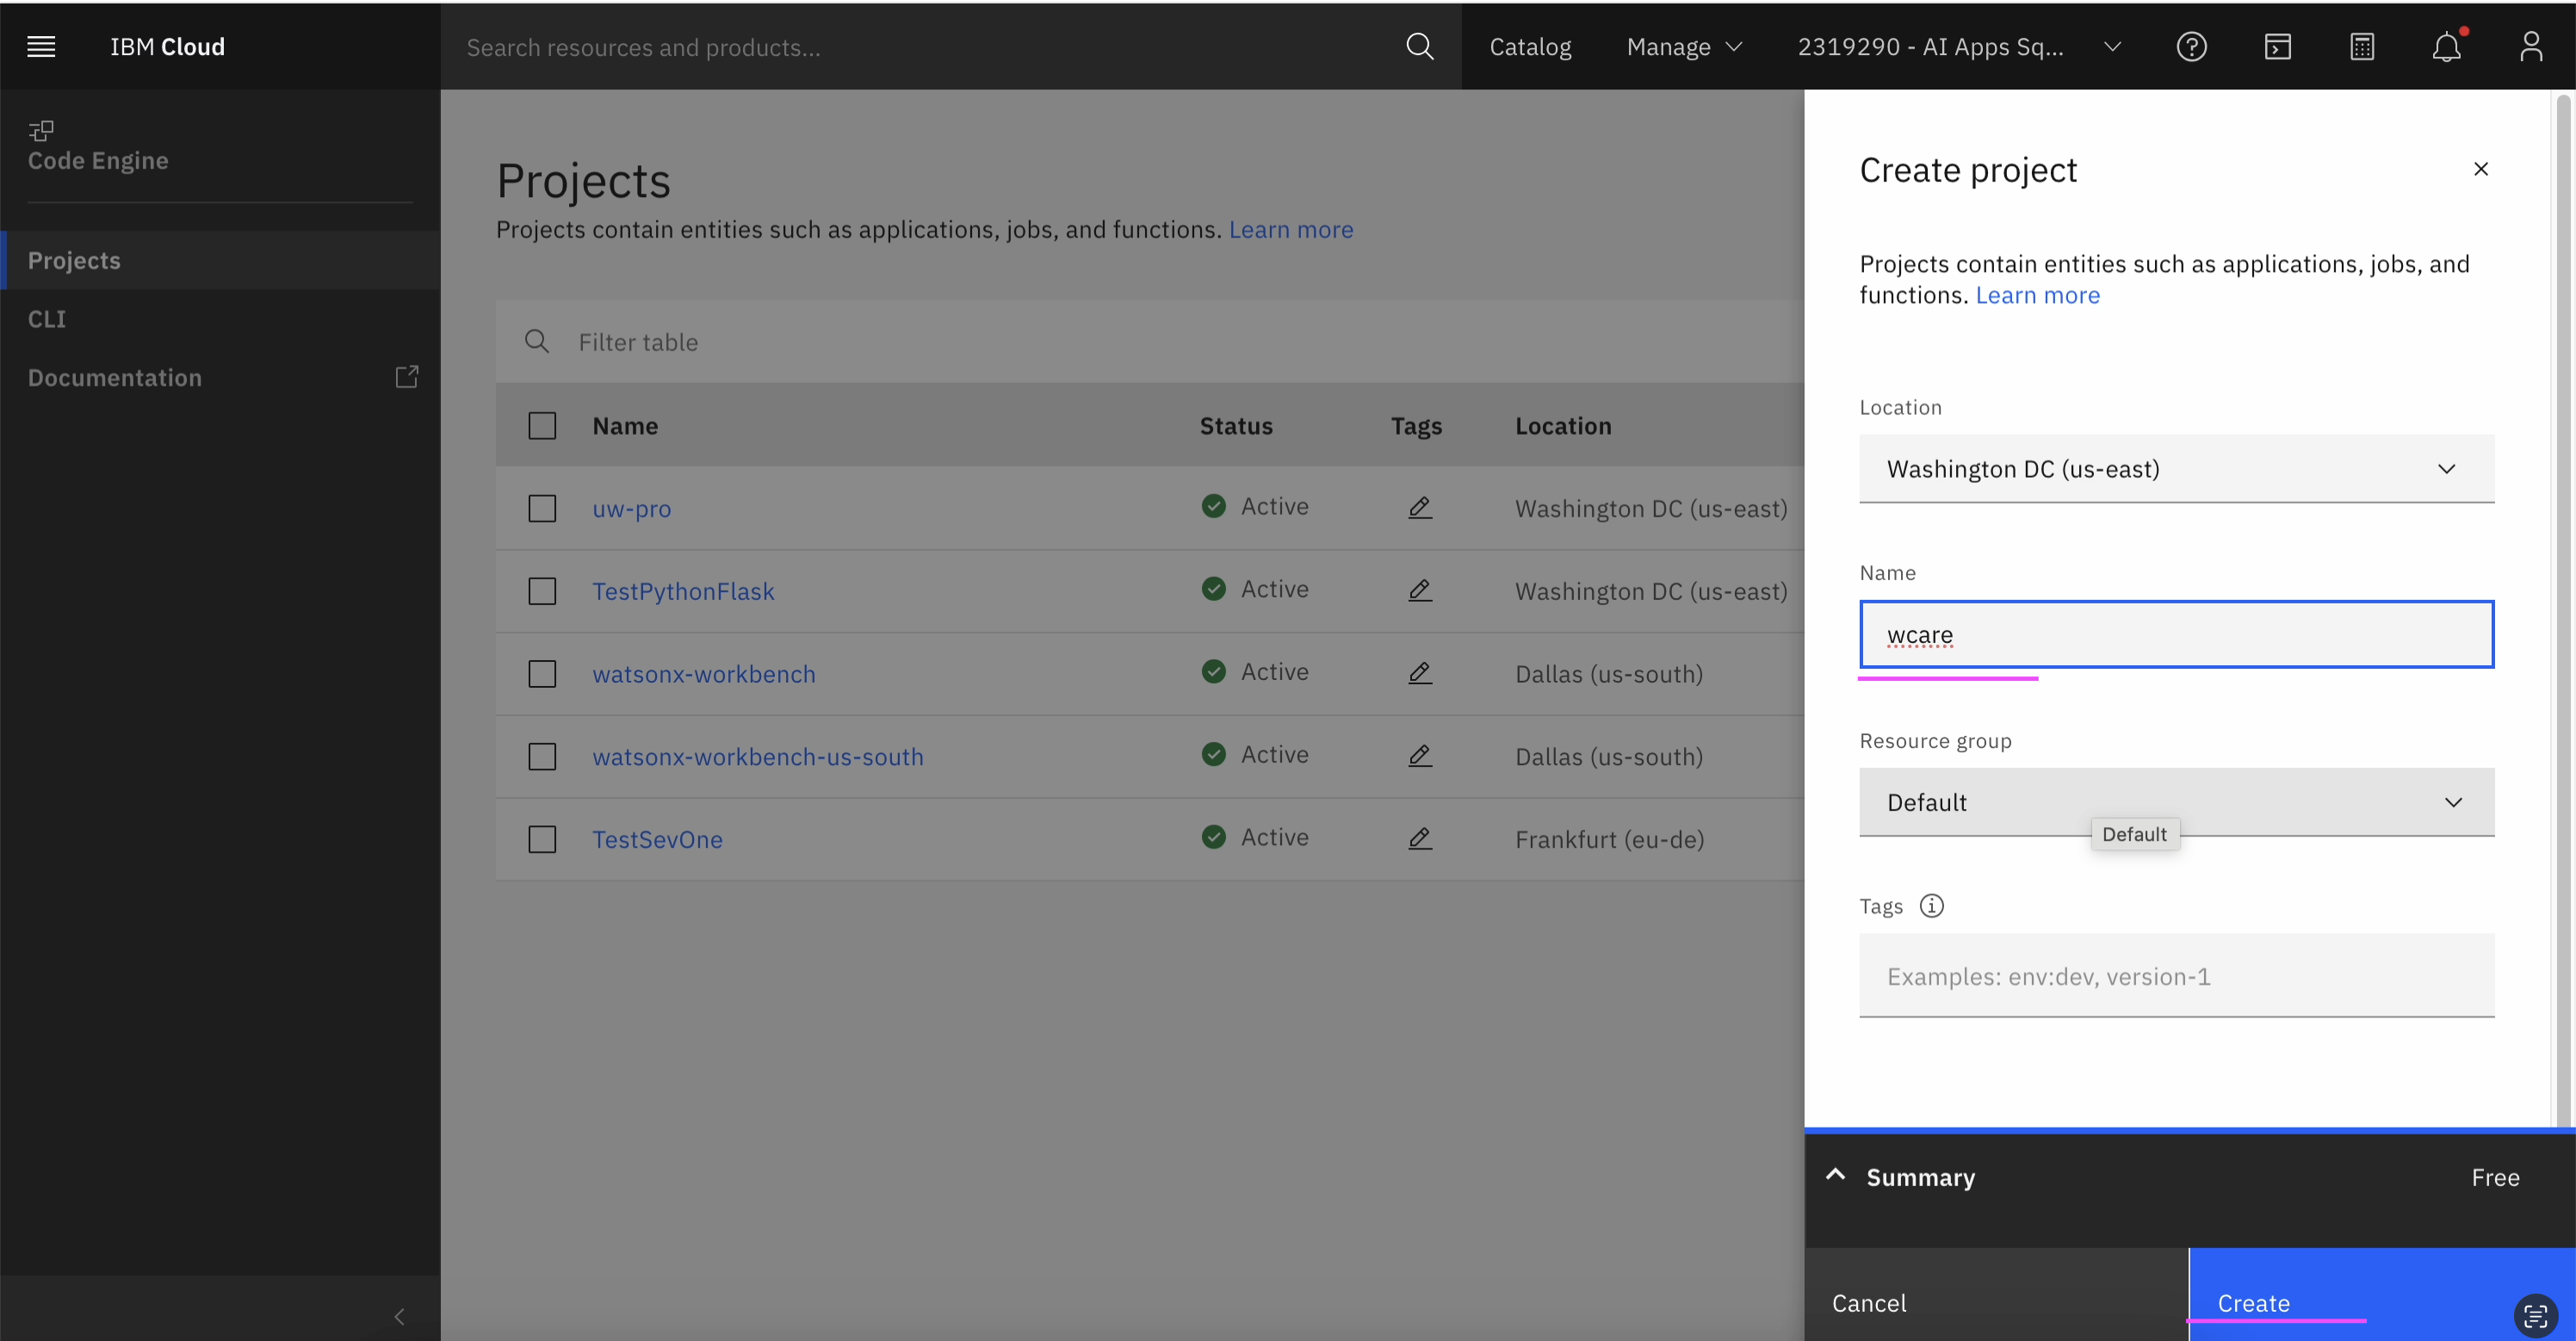 IBM Cloud
Search resources and products...
Catalog
Manage
2319290 - AI Apps Sq...
Code Engine
Projects
CLI
Documentation
Projects
Projects contain entities such as applications, jobs, and functions. Learn more
Filter table
Name Status Tags Location
uw-pro Active Washington DC (us-east)
TestPythonFlask Active Washington DC (us-east)
watsonx-workbench Active Dallas (us-south)
watsonx-workbench-us-south Active Dallas (us-south)
TestSevOne Active Frankfurt (eu-de)
Create project
Projects contain entities such as applications, jobs, and
functions. Learn more
Location
Washington DC (us-east)
Name
wcare
Resource group
Default
Default
Tags
Examples: env:dev, version-1
Summary Free
Cancel
Create